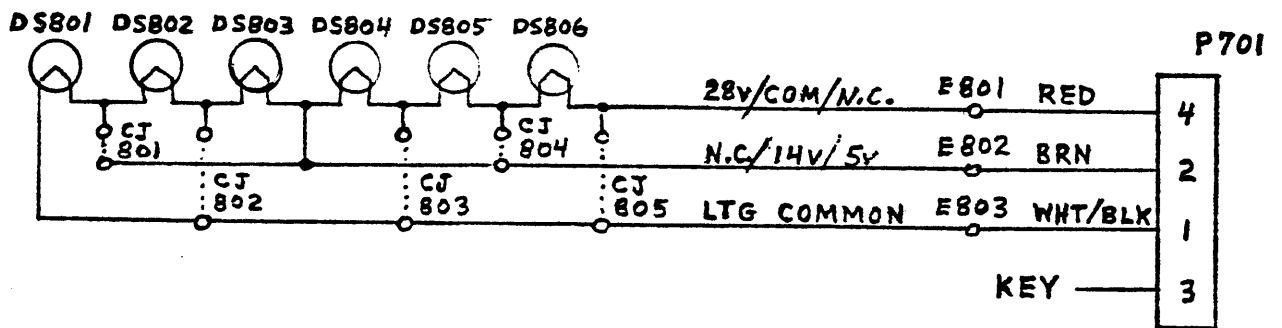 DS801 DS802 DS803 DS804 DS805 DS806
P701
28V/COM/N.C. E801 RED 4
CJ 801
CJ 804
N.C./14V/5V E802 BRN 2
CJ 802
CJ 803
CJ 805
LTG COMMON E803 WHT/BLK 1
KEY 3